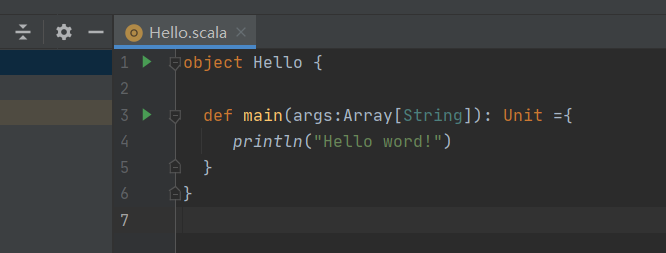 Hello.scala
1 object Hello {
2
3 def main(args:Array[String]): Unit ={
4 println("Hello word!")
5 }
6 }
7